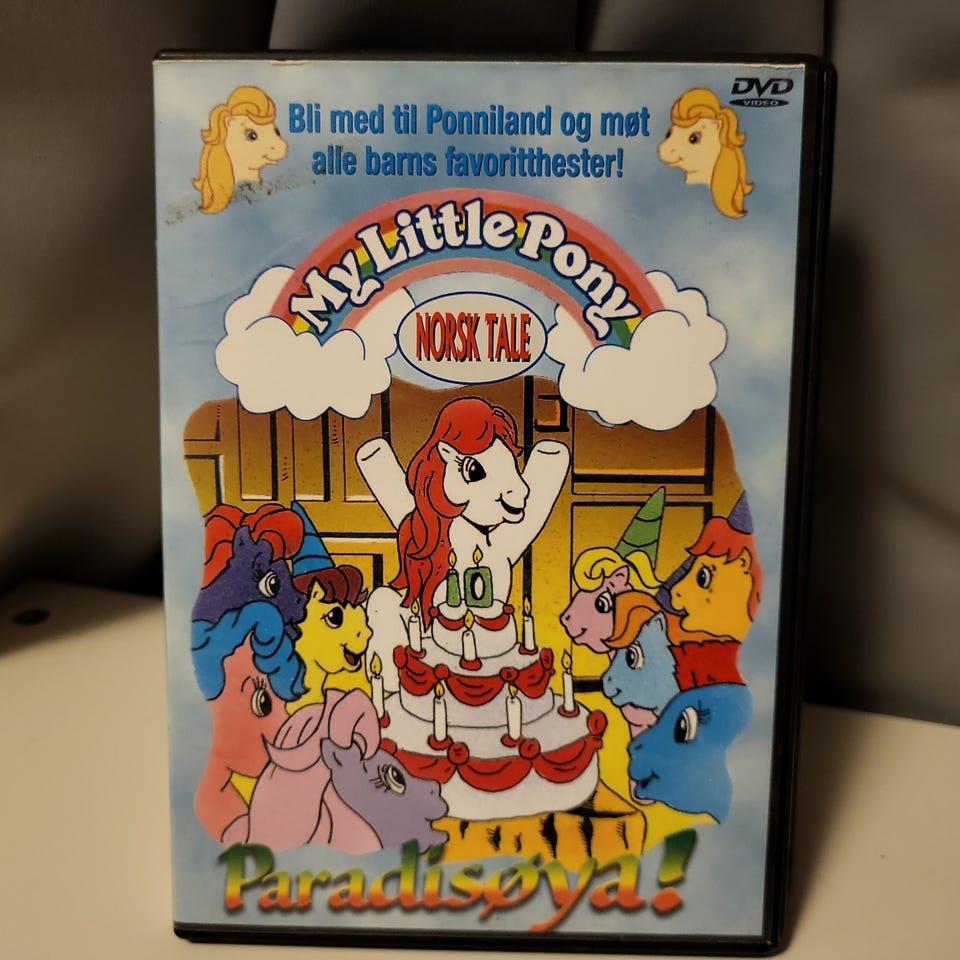 DVD
VIDEO
Bli med til Ponniland og møt
alle barns favoritthester!
My Little Pony
NORSK TALE
10
Paradisøya!